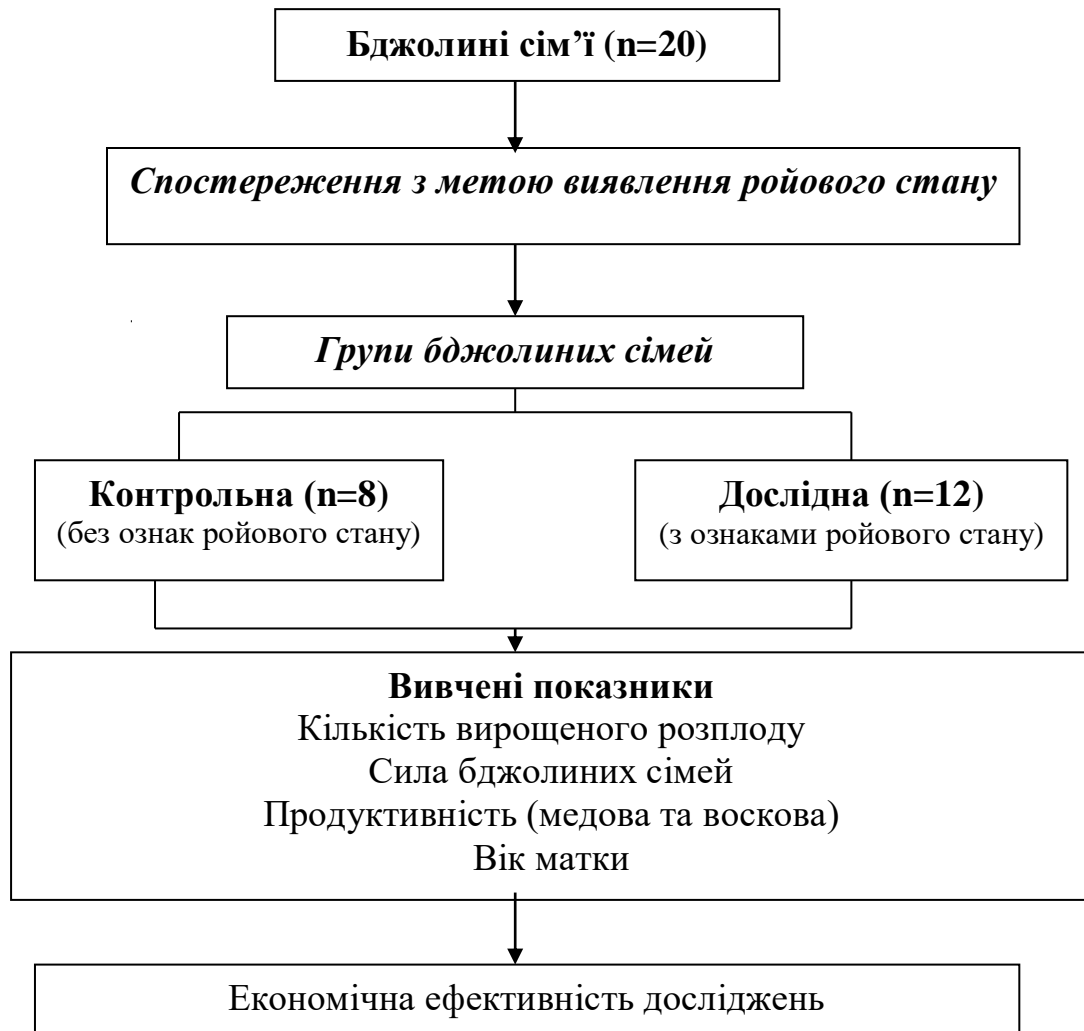 Бджолині сім’ї (n=20)
Спостереження з метою виявлення ройового стану
Групи бджолиних сімей
Контрольна (n=8)
(без ознак ройового стану)
Дослідна (n=12)
(з ознаками ройового стану)
Вивчені показники
Кількість вирощеного розплоду
Сила бджолиних сімей
Продуктивність (медова та воскова)
Вік матки
Економічна ефективність досліджень